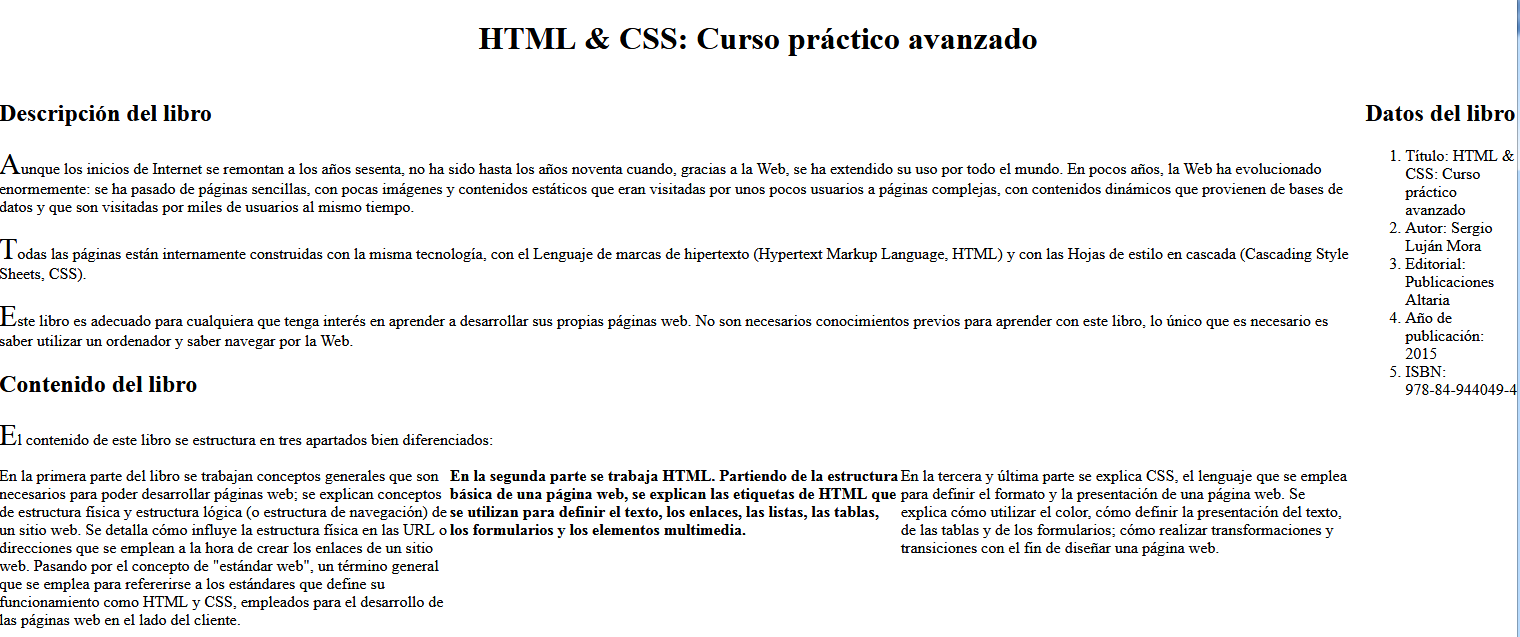 HTML & CSS: Curso práctico avanzado
Descripción del libro
Aunque los inicios de Internet se remontan a los años sesenta, no ha sido hasta los años noventa cuando, gracias a la Web, se ha extendido su uso por todo el mundo. En pocos años, la Web ha evolucionado
enormemente: se ha pasado de páginas sencillas, con pocas imágenes y contenidos estáticos que eran visitadas por unos pocos usuarios a páginas complejas, con contenidos dinámicos que provienen de bases de
datos y que son visitadas por miles de usuarios al mismo tiempo.
Todas las páginas están internamente construidas con la misma tecnología, con el Lenguaje de marcas de hipertexto (Hypertext Markup Language, HTML) y con las Hojas de estilo en cascada (Cascading Style
Sheets, CSS).
Este libro es adecuado para cualquiera que tenga interés en aprender a desarrollar sus propias páginas web. No son necesarios conocimientos previos para aprender con este libro, lo único que es necesario es
saber utilizar un ordenador y saber navegar por la Web.
Contenido del libro
El contenido de este libro se estructura en tres apartados bien diferenciados:
En la primera parte del libro se trabajan conceptos generales que son
necesarios para poder desarrollar páginas web; se explican conceptos
de estructura física y estructura lógica (o estructura de navegación) de
un sitio web. Se detalla cómo influye la estructura física en las URL o
direcciones que se emplean a la hora de crear los enlaces de un sitio
web. Pasando por el concepto de "estándar web", un término general
que se emplea para refererirse a los estándares que define su
funcionamiento como HTML y CSS, empleados para el desarrollo de
las páginas web en el lado del cliente.
En la segunda parte se trabaja HTML. Partiendo de la estructura
básica de una página web, se explican las etiquetas de HTML que
se utilizan para definir el texto, los enlaces, las listas, las tablas,
los formularios y los elementos multimedia.
En la tercera y última parte se explica CSS, el lenguaje que se emplea
para definir el formato y la presentación de una página web. Se
explica cómo utilizar el color, cómo definir la presentación del texto,
de las tablas y de los formularios; cómo realizar transformaciones y
transiciones con el fin de diseñar una página web.
Datos del libro
1. Título: HTML &
CSS: Curso
práctico
avanzado
2. Autor: Sergio
Luján Mora
3. Editorial:
Publicaciones
Altaria
4. Año de
publicación:
2015
5. ISBN:
978-84-944049-4